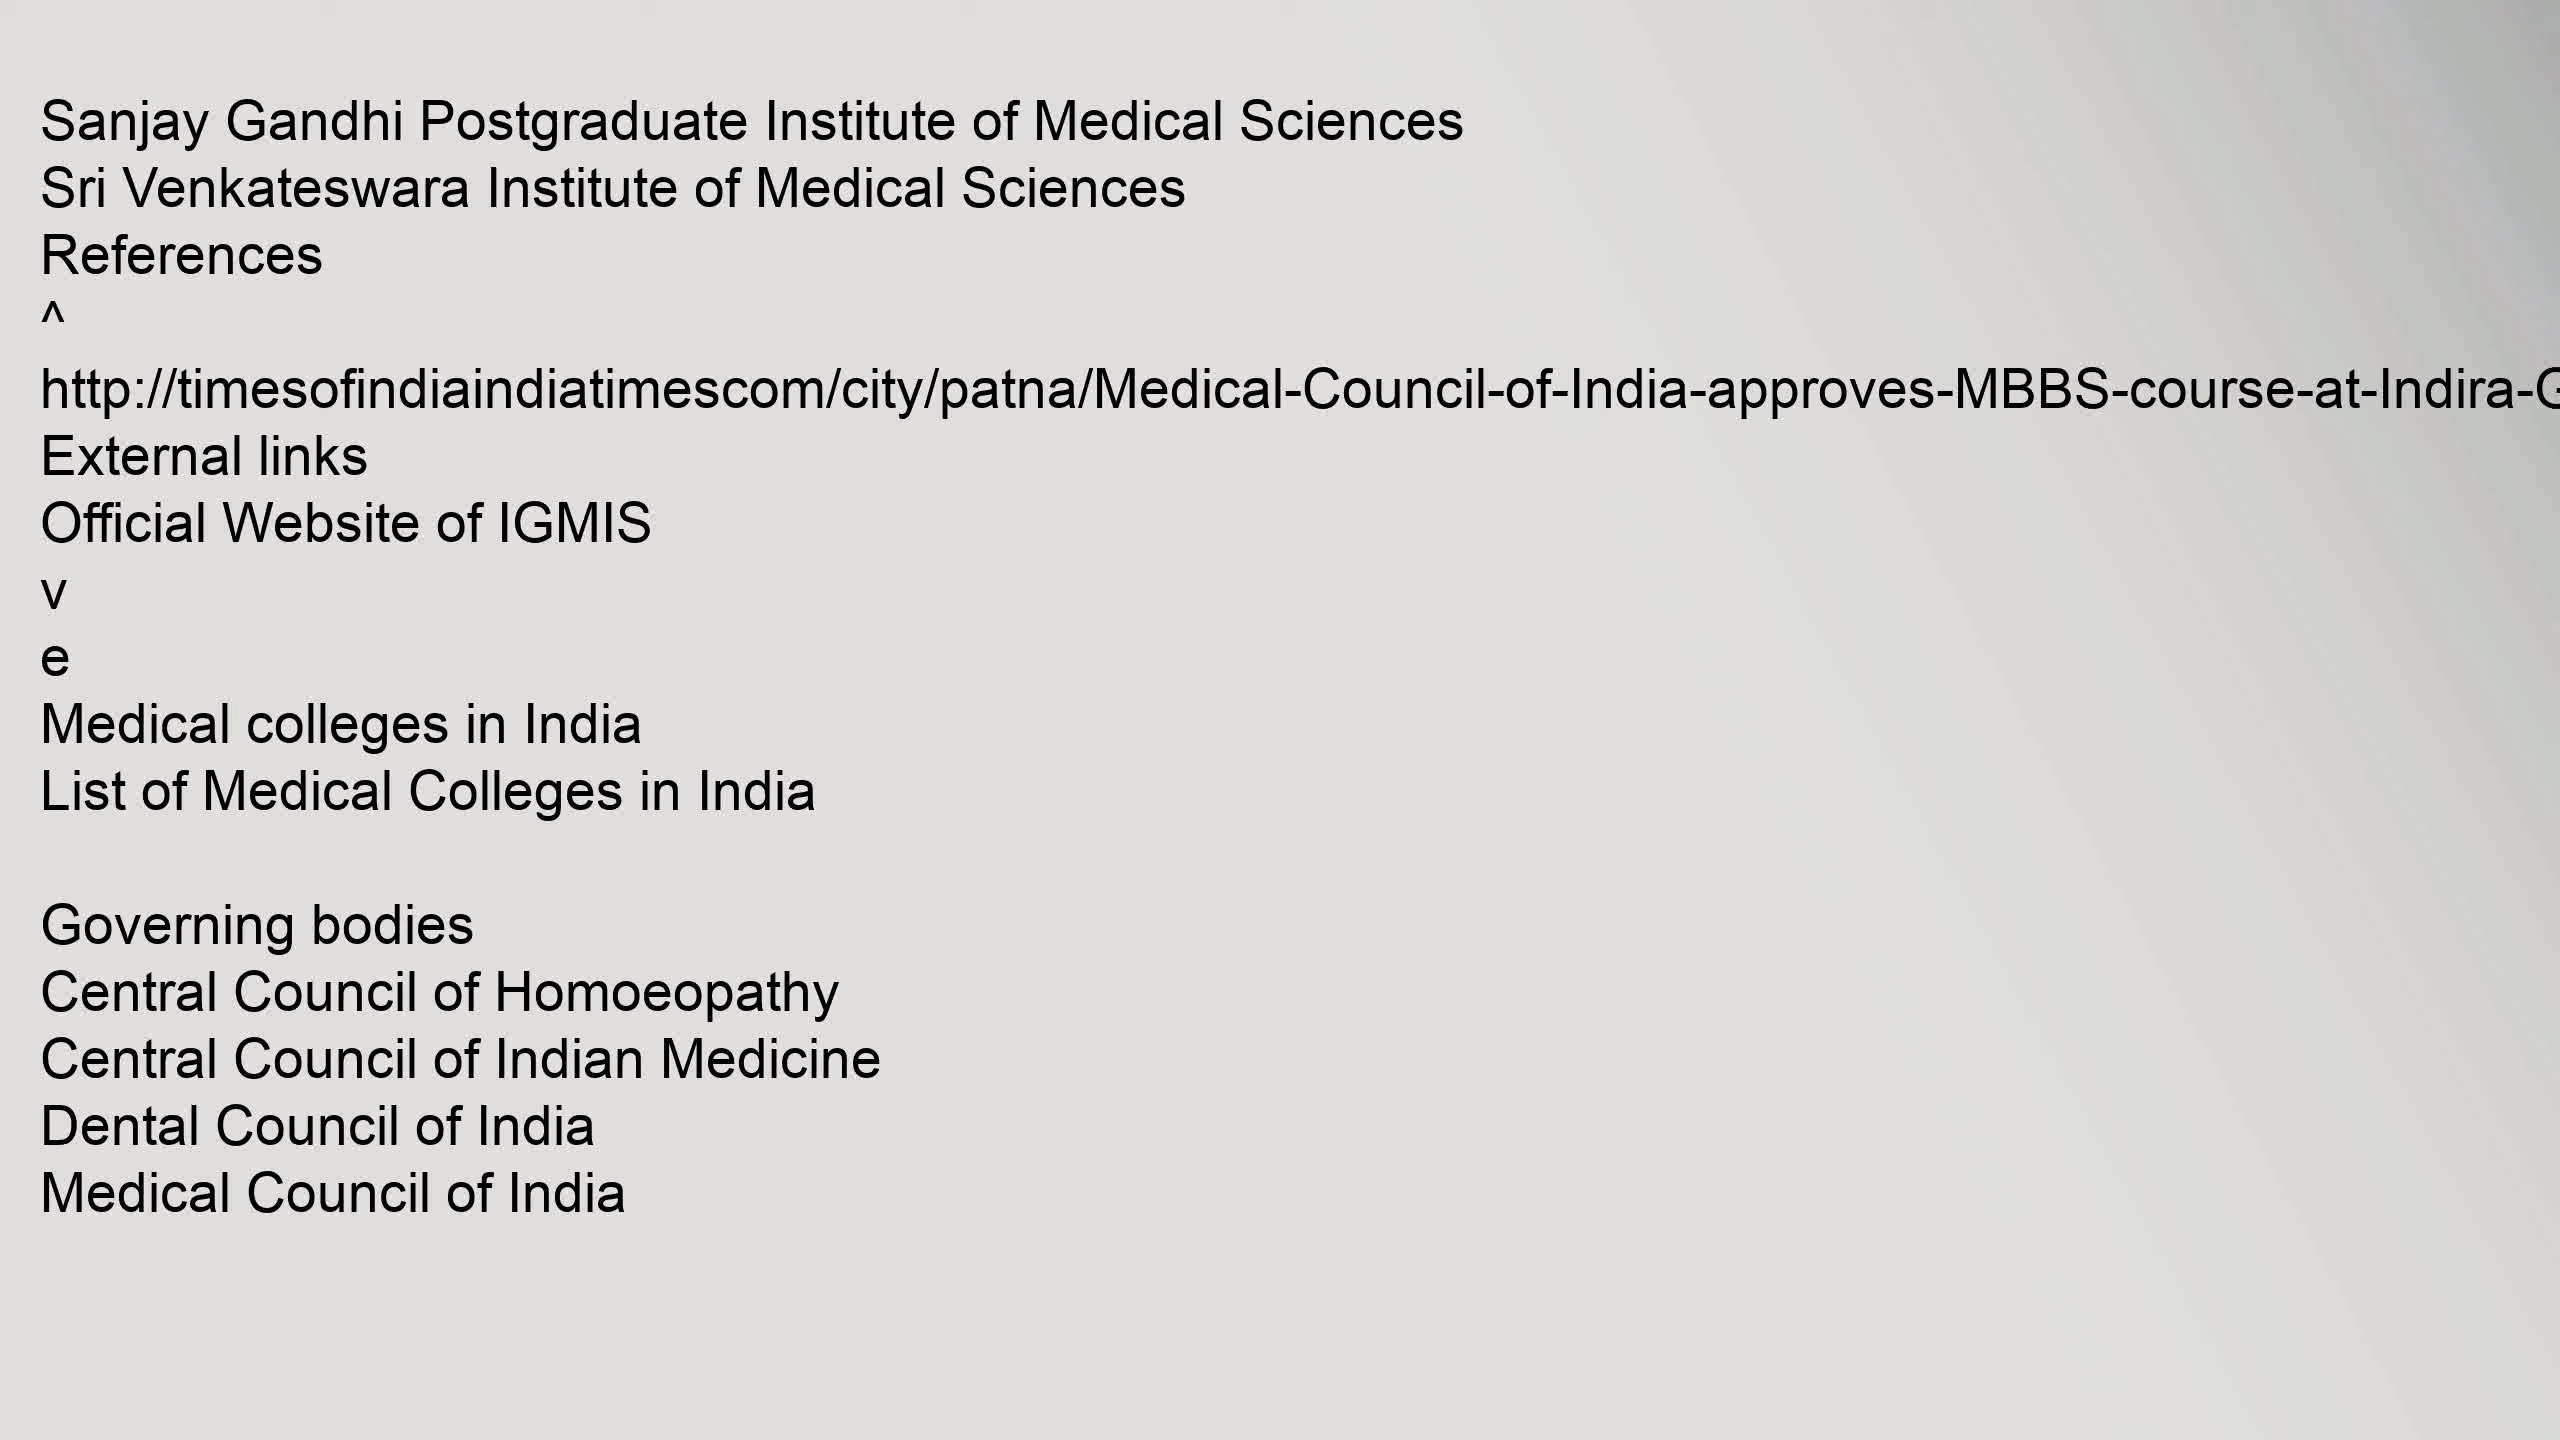 Sanjay Gandhi Postgraduate Institute of Medical Sciences
Sri Venkateswara Institute of Medical Sciences
References
^
http://timesofindiaindiatimescom/city/patna/Medical-Council-of-India-approves-MBBS-course-at-Indira-G
External links
Official Website of IGMIS
v
e
Medical colleges in India
List of Medical Colleges in India
Governing bodies
Central Council of Homoeopathy
Central Council of Indian Medicine
Dental Council of India
Medical Council of India